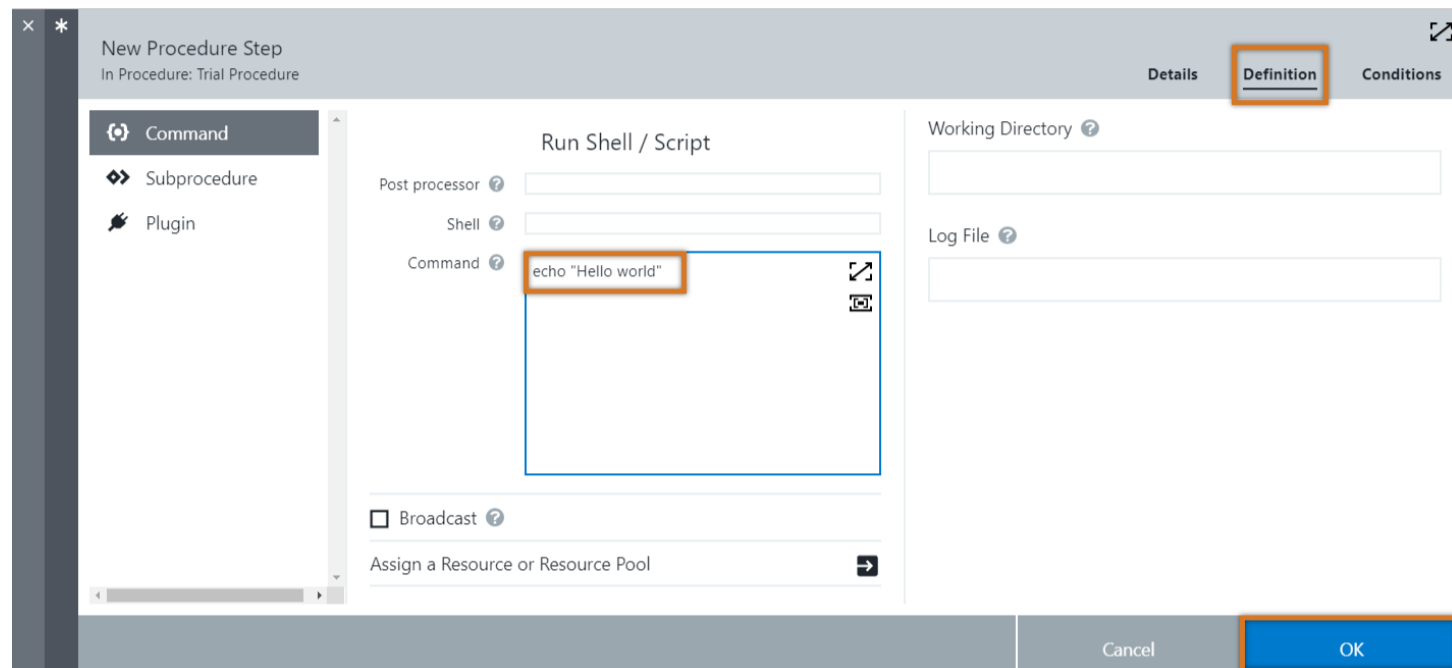 New Procedure Step
In Procedure: Trial Procedure
Details Definition Conditions
Command
Subprocedure
Plugin
Run Shell / Script
Post processor
Shell
Command
echo "Hello world"
Broadcast
Assign a Resource or Resource Pool
Working Directory
Log File
Cancel OK